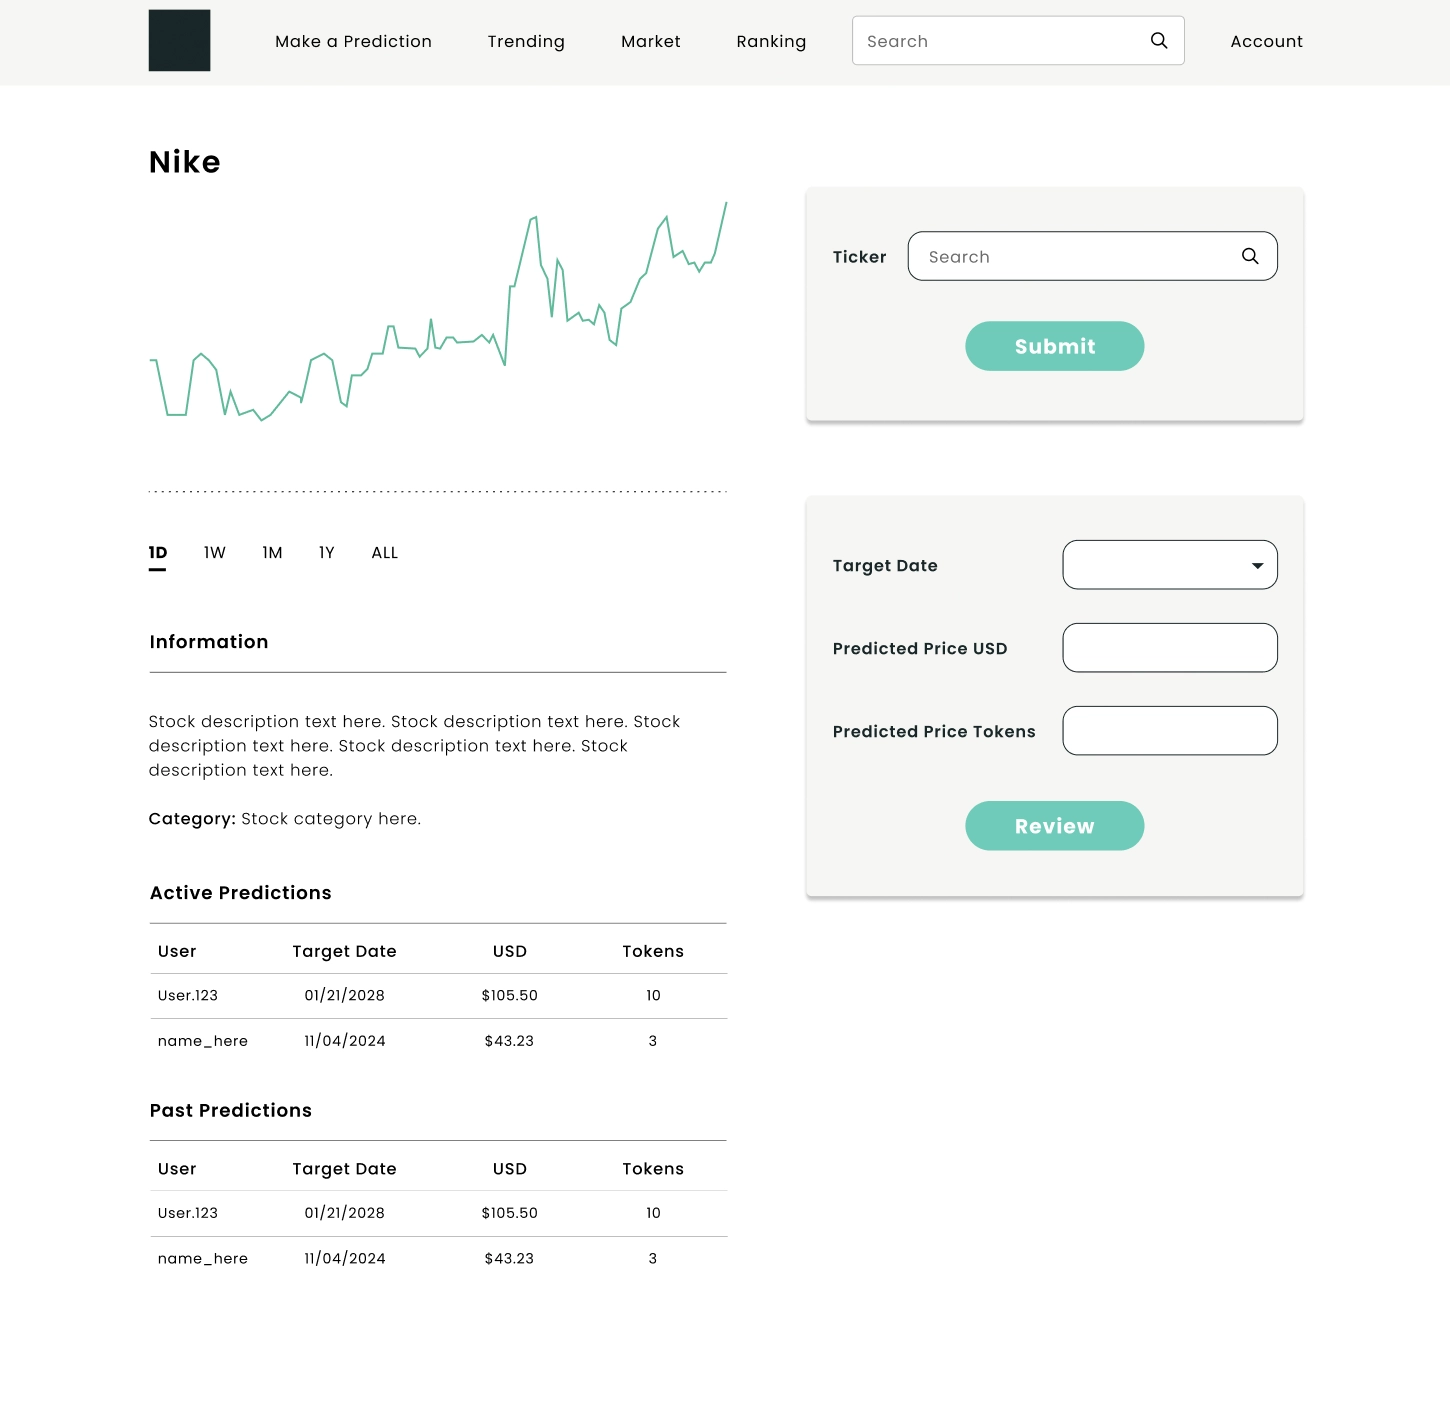 Make a Prediction Trending Market Ranking Search Account
Nike
1D 1W 1M 1Y ALL
Information
Stock description text here. Stock description text here. Stock
description text here. Stock description text here. Stock
description text here.
Category: Stock category here.
Active Predictions
User Target Date USD Tokens
User.123 01/21/2028 $105.50 10
name_here 11/04/2024 $43.23 3
Past Predictions
User Target Date USD Tokens
User.123 01/21/2028 $105.50 10
name_here 11/04/2024 $43.23 3
Ticker Search
Submit
Target Date
Predicted Price USD
Predicted Price Tokens
Review